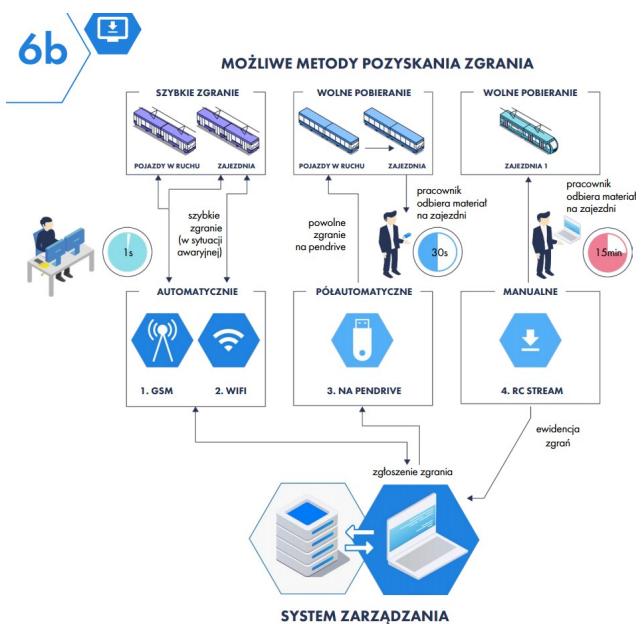 6b
MOŻLIWE METODY POZYSKANIA ZGRANIA
SZYBKIE ZGRANIE
POJAZDY W RUCHU
ZAJEZDNIA
WOLNE POBIERANIE
POJAZDY W RUCHU
ZAJEZDNIA
WOLNE POBIERANIE
ZAJEZDNIA 1
szybkie
zgranie
(w sytuacji
awaryjnej)
1s
powolne
zgranie
na pendrive
pracownik
odbiera materiał
na zajezdni
30s
pracownik
odbiera materiał
na zajezdni
15min
AUTOMATYCZNIE
1. GSM
2. WIFI
PÓŁAUTOMATYCZNE
3. NA PENDRIVE
MANUALNE
4. RC STREAM
ewidencja
zgrań
zgłoszenie zgrania
SYSTEM ZARZĄDZANIA